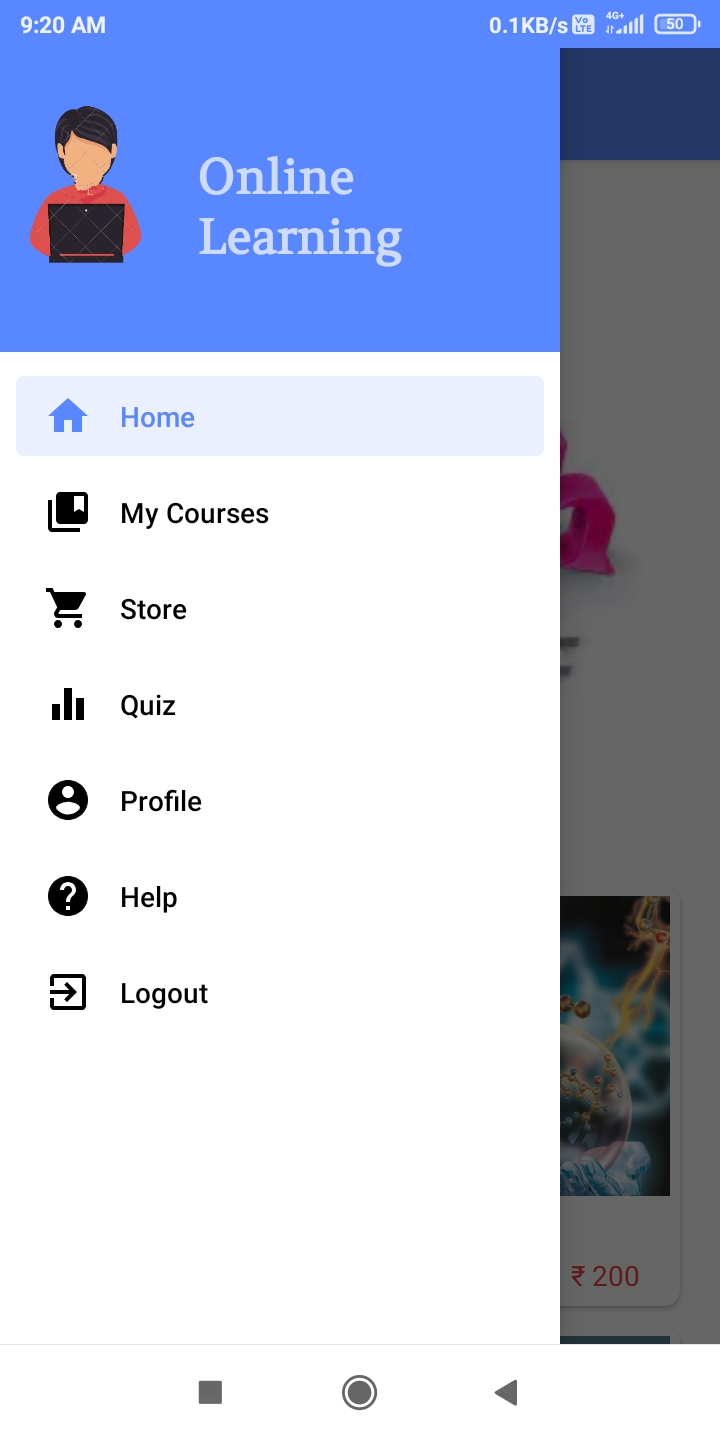 9:20 AM
0.1KB/s Vo LTE 4G+ 50
Online
Learning
Home
My Courses
Store
Quiz
Profile
Help
Logout
₹ 200